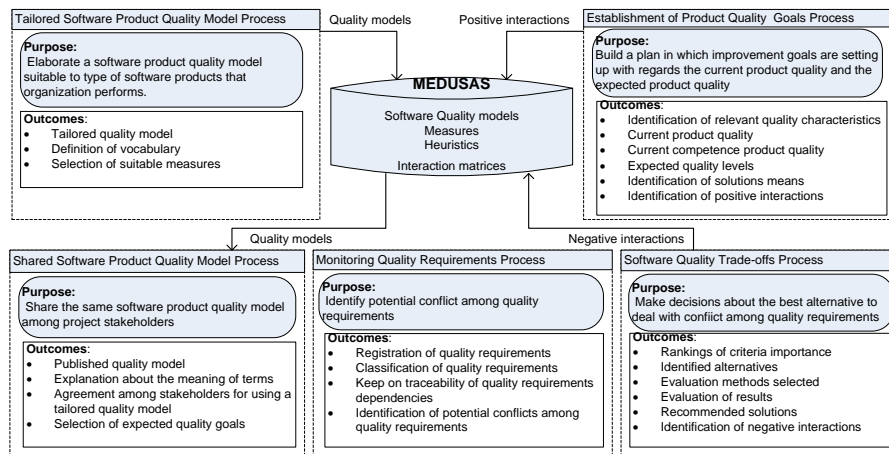 Tailored Software Product Quality Model Process
Purpose:
Elaborate a software product quality model
suitable to type of software products that
organization performs.
Outcomes:
• Tailored quality model
• Definition of vocabulary
• Selection of suitable measures
Quality models
Positive interactions
MEDUSAS
Software Quality models
Measures
Heuristics
Interaction matrices
Establishment of Product Quality Goals Process
Purpose:
Build a plan in which improvement goals are setting
up with regards the current product quality and the
expected product quality
Outcomes:
• Identification of relevant quality characteristics
• Current product quality
• Current competence product quality
• Expected quality levels
• Identification of solutions means
• Identification of positive interactions
Quality models
Negative interactions
Shared Software Product Quality Model Process
Purpose:
Share the same software product quality model
among project stakeholders
Outcomes:
• Published quality model
• Explanation about the meaning of terms
• Agreement among stakeholders for using a
tailored quality model
• Selection of expected quality goals
Monitoring Quality Requirements Process
Purpose:
Identify potential conflict among quality
requirements
Outcomes:
• Registration of quality requirements
• Classification of quality requirements
• Keep on traceability of quality requirements
dependencies
• Identification of potential conflicts among
quality requirements
Software Quality Trade-offs Process
Purpose:
Make decisions about the best alternative to
deal with confiict among quality requirements
Outcomes:
• Rankings of criteria importance
• Identified alternatives
• Evaluation methods selected
• Evaluation of results
• Recommended solutions
• Identification of negative interactions